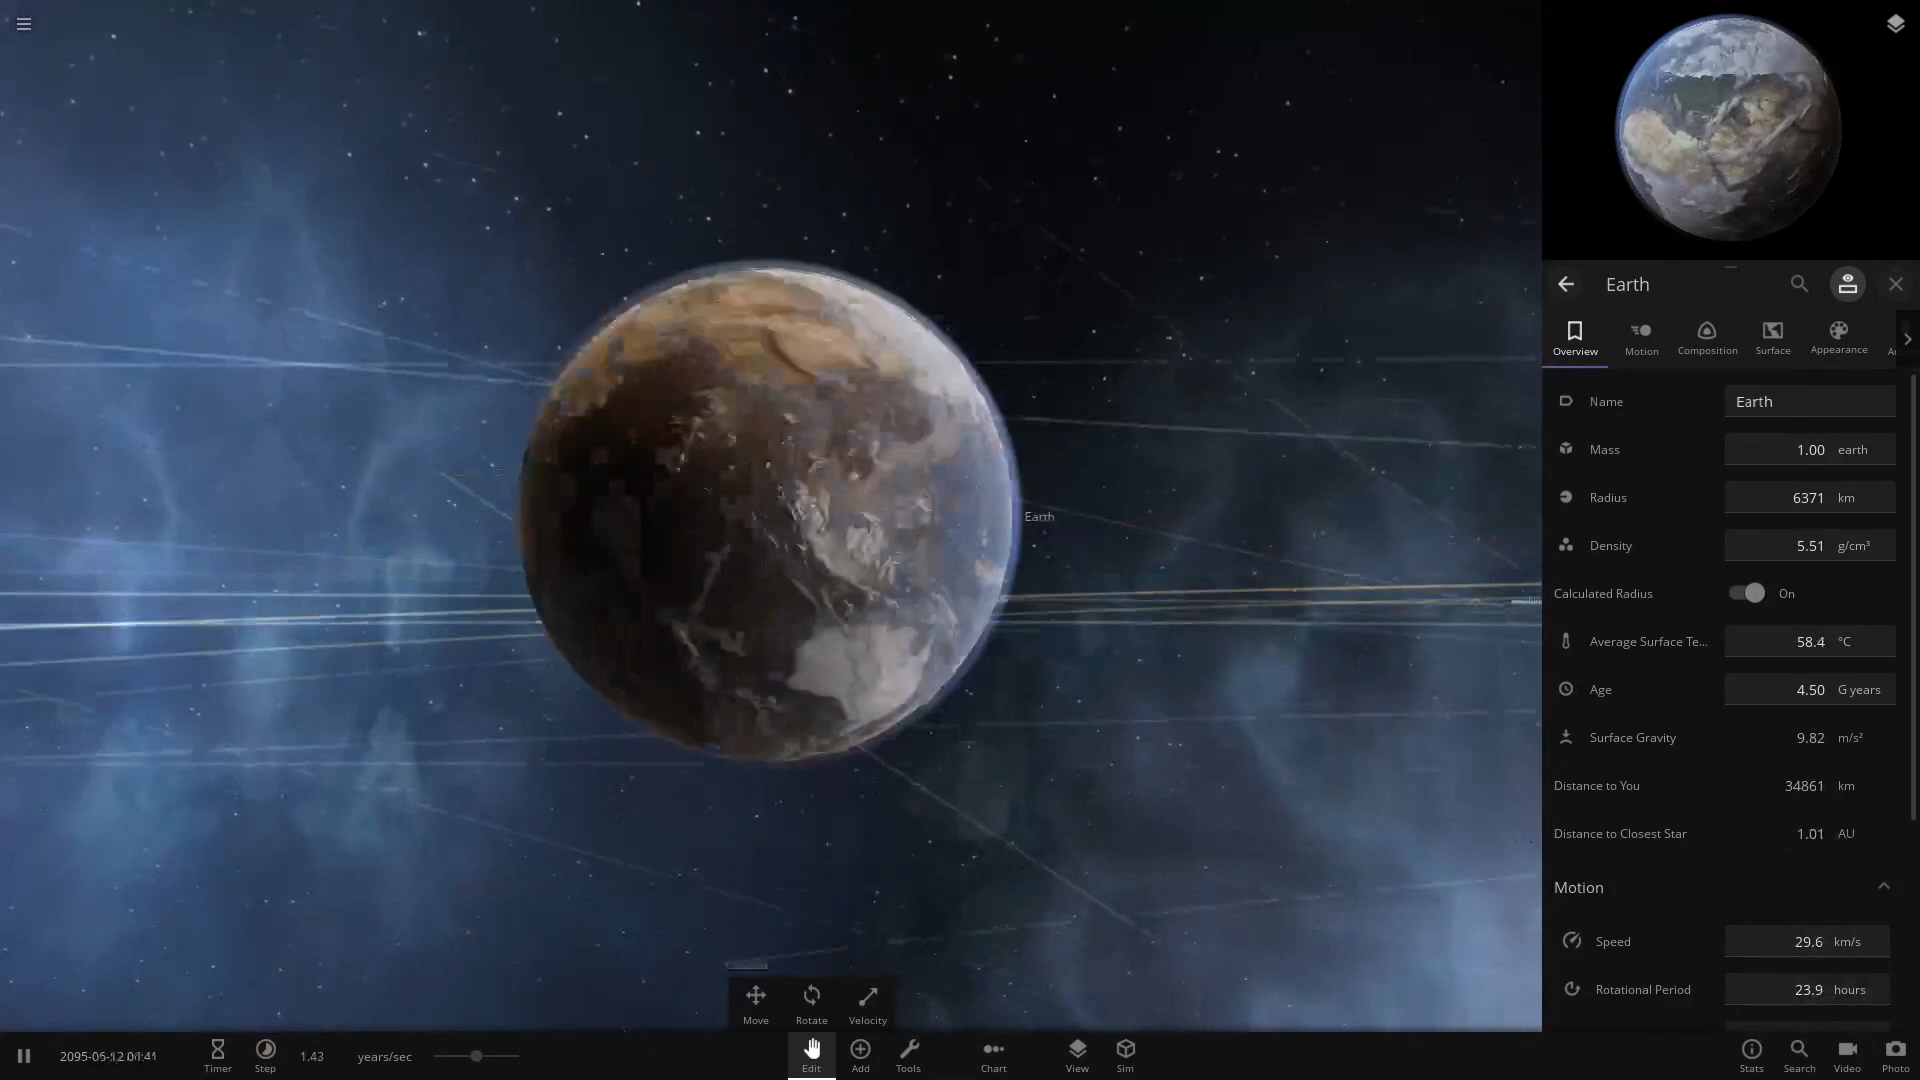 Earth
Overview
Motion
Composition
Surface
Appearance
Name
Earth
Mass
1.00 earth
Radius
6371 km
Density
5.51 g/cm³
Calculated Radius
On
Average Surface Te...
58.4 °C
Age
4.50 G years
Surface Gravity
9.82 m/s²
Distance to You
34861 km
Distance to Closest Star
1.01 AU
Motion
Speed
29.6 km/s
Rotational Period
23.9 hours
Earth
Move
Rotate
Velocity
Timer
Step
1.43 years/sec
Edit
Add
Tools
Chart
View
Sim
Stats
Search
Video
Photo